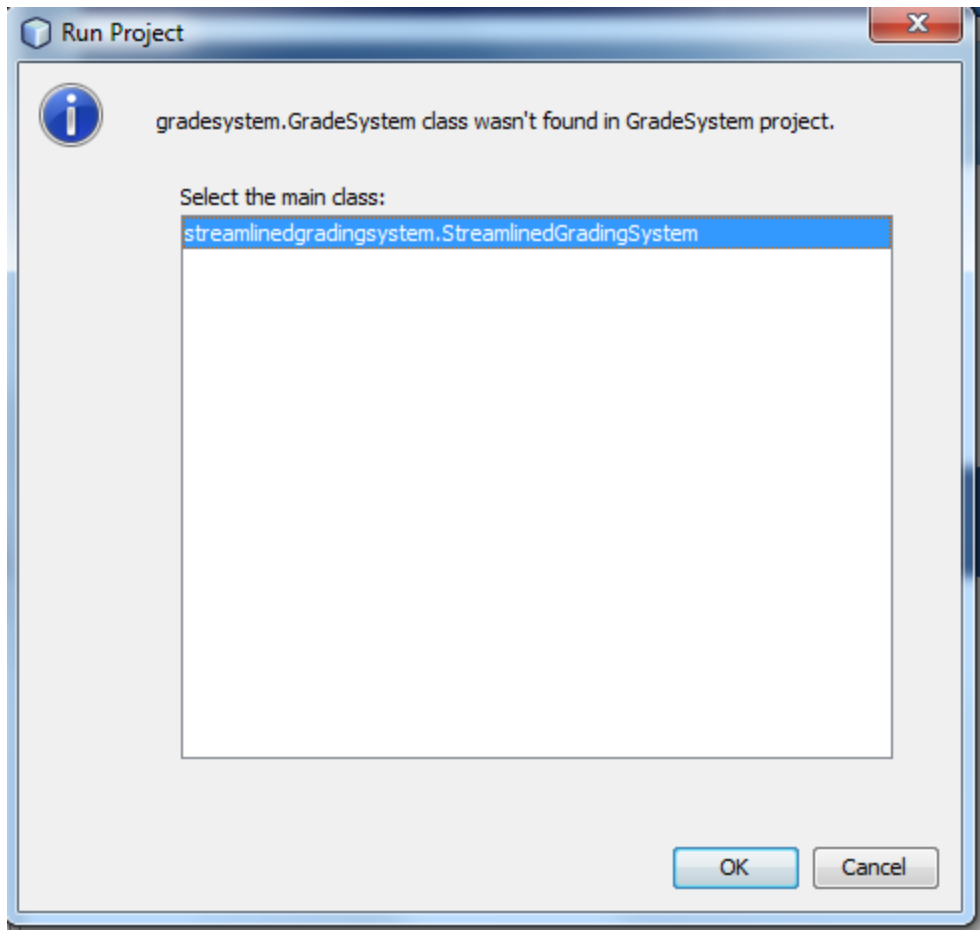 Run Project
gradesystem.GradeSystem class wasn't found in GradeSystem project.
Select the main class:
streamlinedgradingsystem.StreamlinedGradingSystem
OK
Cancel